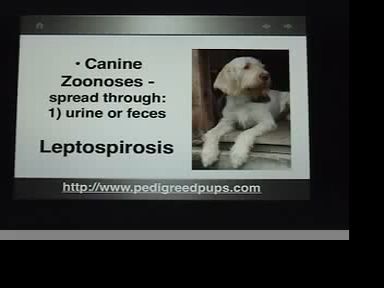 • Canine
Zoonoses -
spread through:
1) urine or feces
Leptospirosis
http://www.pedigreedpups.com